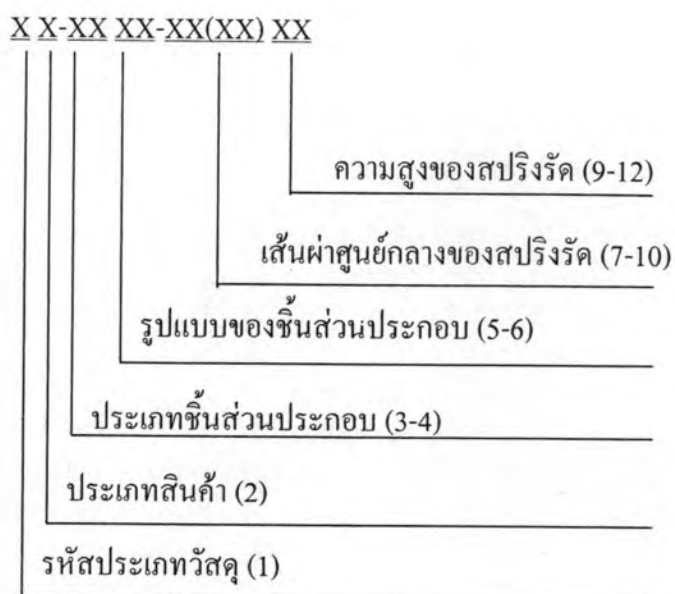 X X-XX XX-XX(XX) XX
ความสูงของสปริงรัด (9-12)
เส้นผ่าศูนย์กลางของสปริงรัด (7-10)
รูปแบบของชิ้นส่วนประกอบ (5-6)
ประเภทชิ้นส่วนประกอบ (3-4)
ประเภทสินค้า (2)
รหัสประเภทวัสดุ (1)